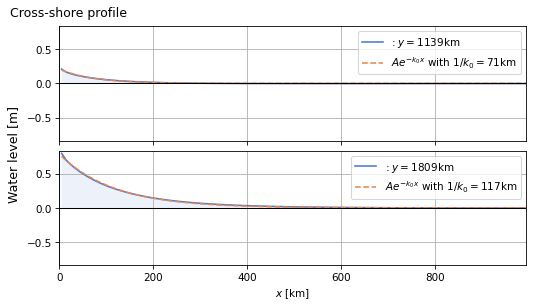 Cross-shore profile
Water level [m]
0.5
0.0
−0.5
: y = 1139km
Ae^{−k₀x} with 1/k₀ = 71km
0.5
0.0
−0.5
: y = 1809km
Ae^{−k₀x} with 1/k₀ = 117km
0 200 400 600 800
x [km]